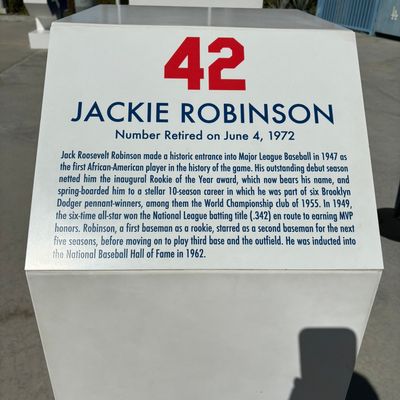 42
JACKIE ROBINSON
Number Retired on June 4, 1972
Jack Roosevelt Robinson made a historic entrance into Major League Baseball in 1947 as
the first African-American player in the history of the game. His outstanding debut season
netted him the inaugural Rookie of the Year award, which now bears his name, and
spring-boarded him to a stellar 10-season career in which he was part of six Brooklyn
Dodger pennant-winners, among them the World Championship club of 1955. In 1949,
the six-time all-star won the National League batting title (.342) en route to earning MVP
honors. Robinson, a first baseman as a rookie, starred as a second baseman for the next
five seasons, before moving on to play third base and the outfield. He was inducted into
the National Baseball Hall of Fame in 1962.